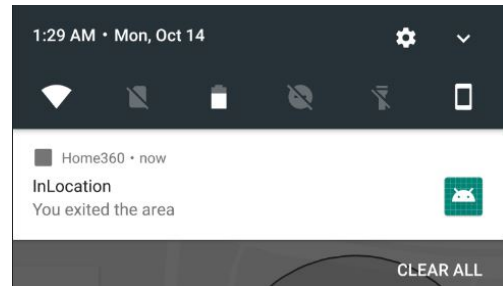 1:29 AM • Mon, Oct 14
Home360 • now
InLocation
You exited the area
CLEAR ALL